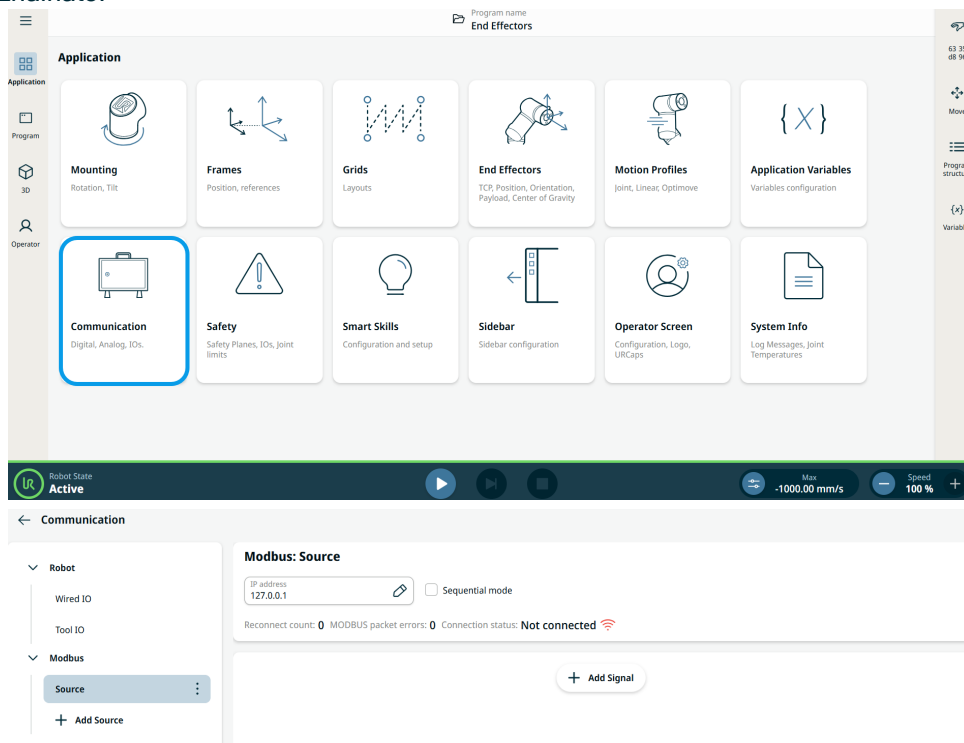 Program name
End Effectors
Application
Application
Program
3D
Operator
Mounting
Rotation, Tilt
Frames
Position, references
Grids
Layouts
End Effectors
TCP, Position, Orientation,
Payload, Center of Gravity
Motion Profiles
Joint, Linear, Optimove
{X}
Application Variables
Variables configuration
Communication
Digital, Analog, IOs.
Safety
Safety Planes, IOs, Joint
limits
Smart Skills
Configuration and setup
Sidebar
Sidebar configuration
Operator Screen
Configuration, Logo,
URCaps
System Info
Log Messages, Joint
Temperatures
d8
Move
{x}
UR
Robot State
Active
Max
-1000.00 mm/s
Speed
100 %
Communication
Robot
Wired IO
Tool IO
Modbus
Source
+ Add Source
Modbus: Source
IP address
127.0.0.1
Sequential mode
Reconnect count: 0 MODBUS packet errors: 0 Connection status: Not connected
+ Add Signal